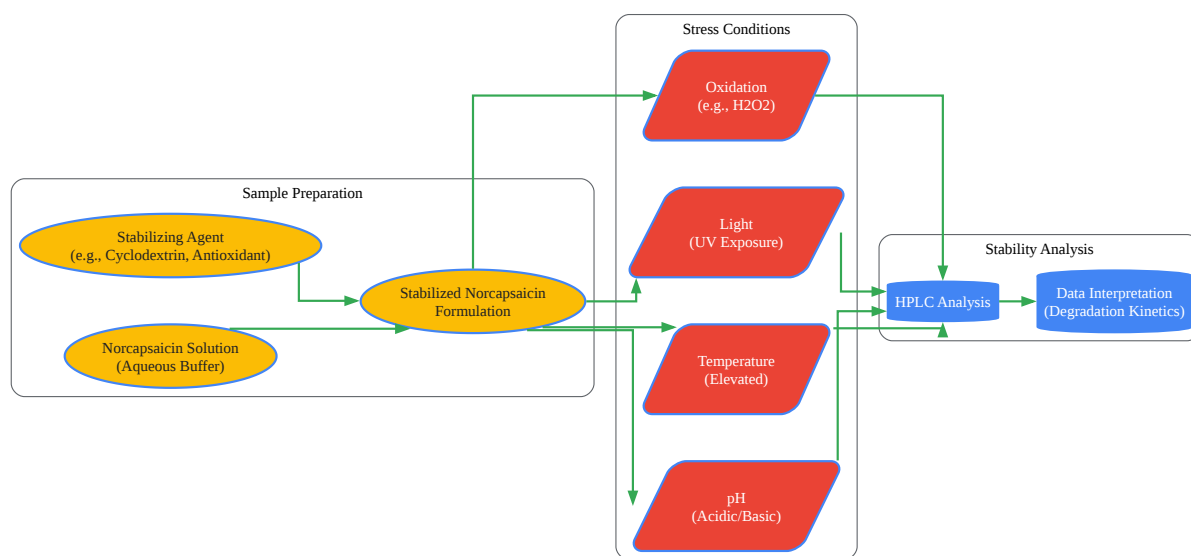 Stress Conditions
Oxidation
(e.g., H2O2)
Sample Preparation
Stabilizing Agent
(e.g., Cyclodextrin, Antioxidant)
Light
(UV Exposure)
Stability Analysis
Stabilized Norcapsaicin
Formulation
HPLC Analysis
Data Interpretation
(Degradation Kinetics)
Norcapsaicin Solution
(Aqueous Buffer)
Temperature
(Elevated)
pH
(Acidic/Basic)